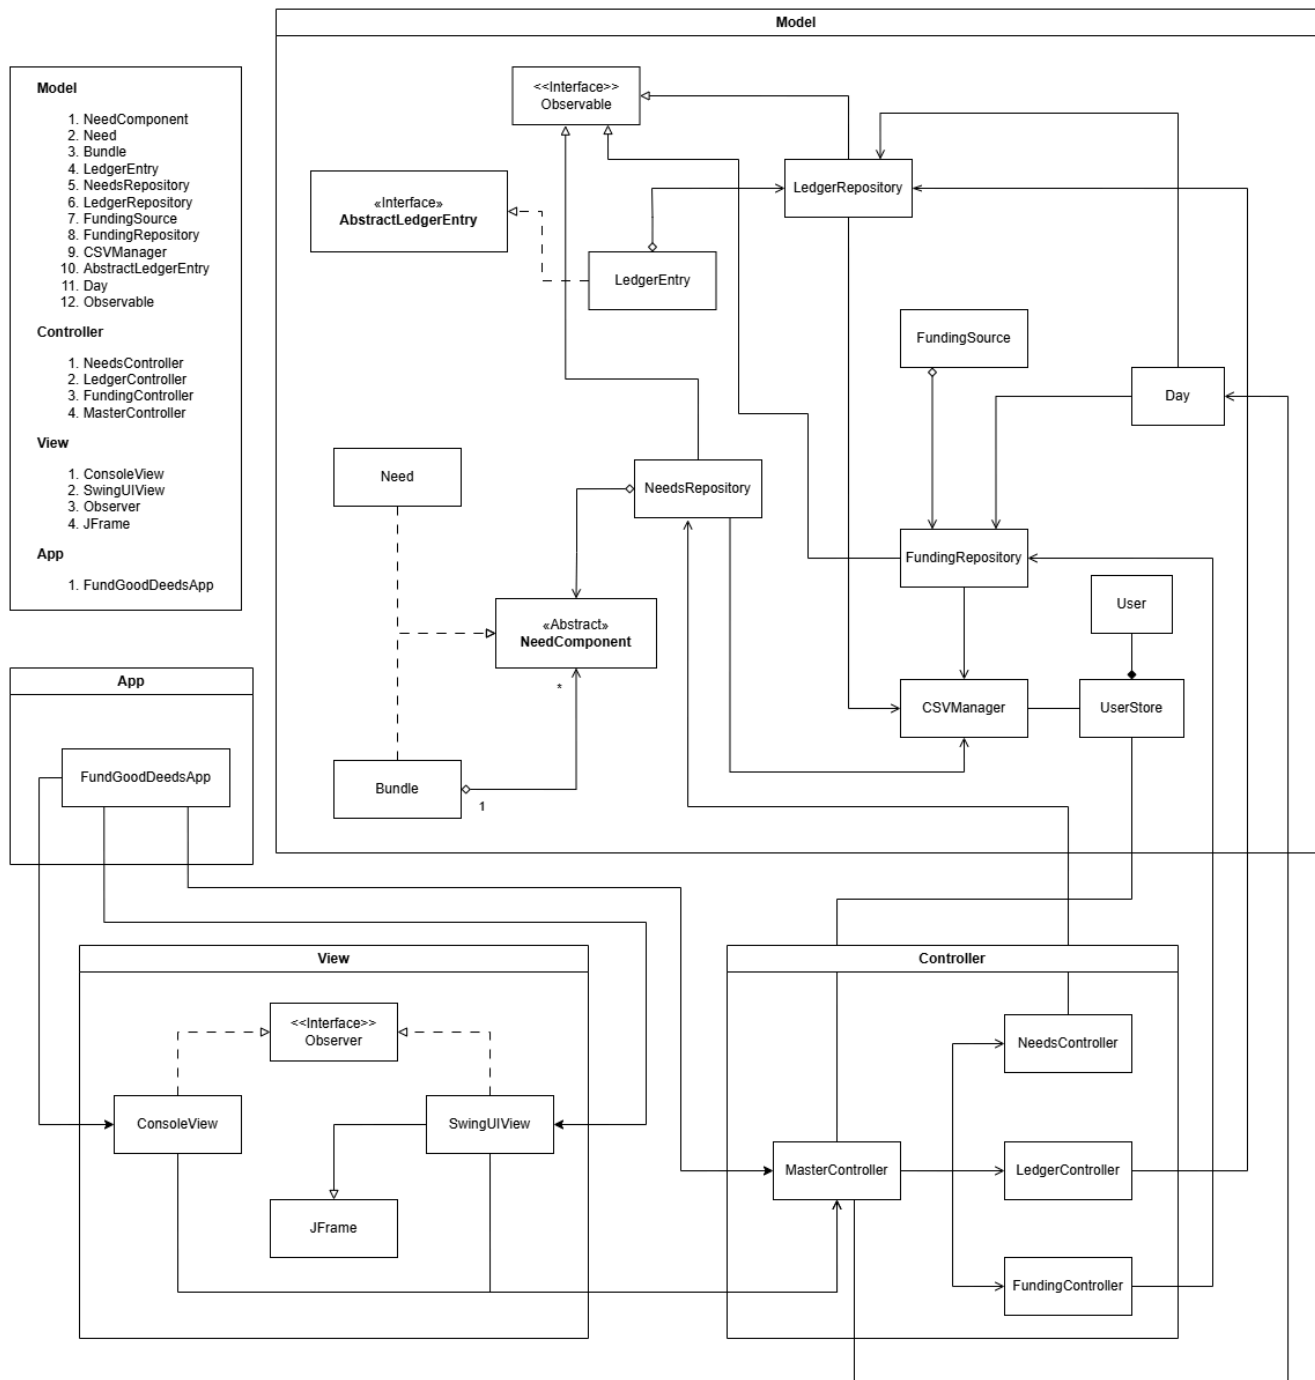 Model
1. NeedComponent
2. Need
3. Bundle
4. LedgerEntry
5. NeedsRepository
6. LedgerRepository
7. FundingSource
8. FundingRepository
9. CSVManager
10. AbstractLedgerEntry
11. Day
12. Observable
Controller
1. NeedsController
2. LedgerController
3. FundingController
4. MasterController
View
1. ConsoleView
2. SwingUIView
3. Observer
4. JFrame
App
1. FundGoodDeedsApp
Model
<<Interface>>
Observable
«Interface»
AbstractLedgerEntry
LedgerRepository
LedgerEntry
FundingSource
Day
Need
NeedsRepository
FundingRepository
User
«Abstract»
NeedComponent
*
CSVManager
UserStore
Bundle
1
App
FundGoodDeedsApp
View
<<Interface>>
Observer
ConsoleView
SwingUIView
JFrame
Controller
NeedsController
MasterController
LedgerController
FundingController